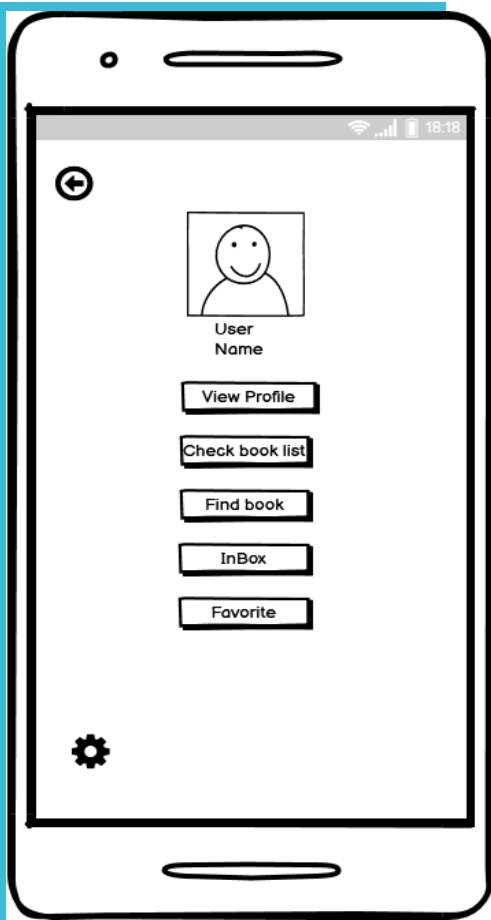 18:18
User
Name
View Profile
Check book list
Find book
InBox
Favorite